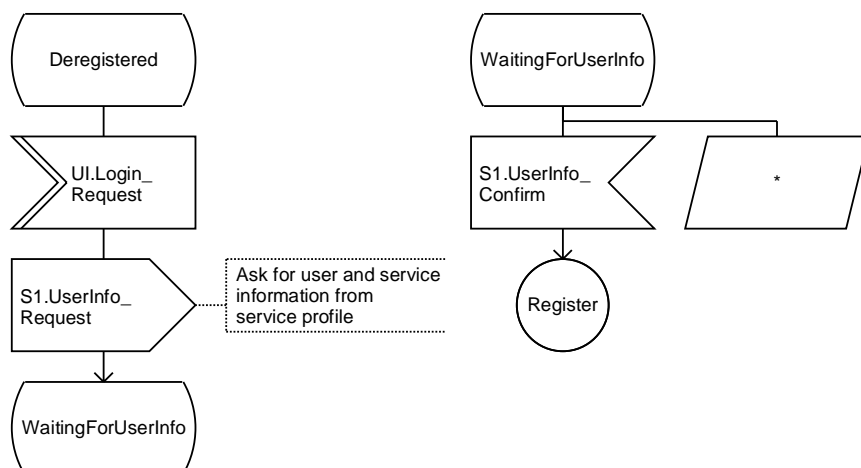 Deregistered
UI.Login_
Request
S1.UserInfo_
Request
Ask for user and service
information from
service profile
WaitingForUserInfo
WaitingForUserInfo
S1.UserInfo_
Confirm
*
Register